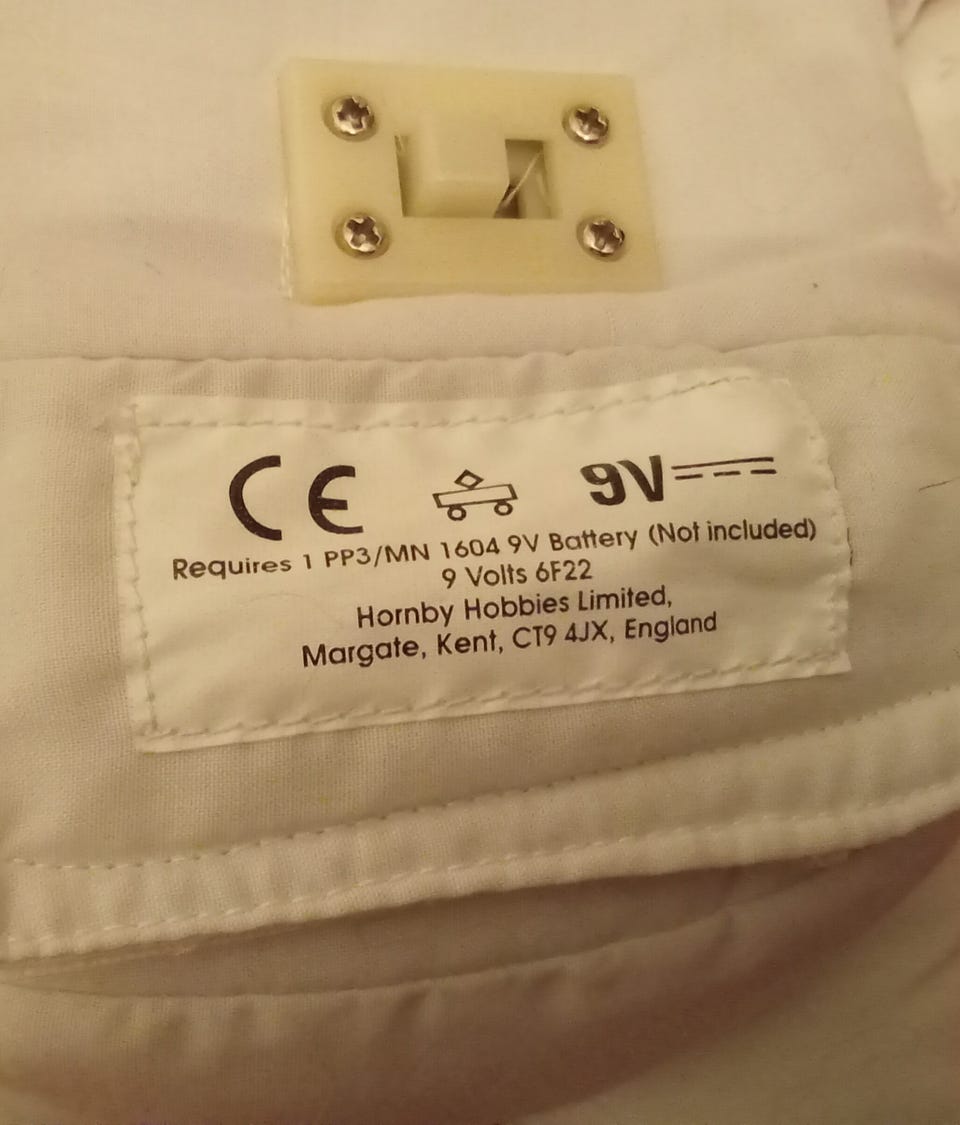 CE 9V
Requires 1 PP3/MN 1604 9V Battery (Not included)
9 Volts 6F22
Hornby Hobbies Limited,
Margate, Kent, CT9 4JX, England